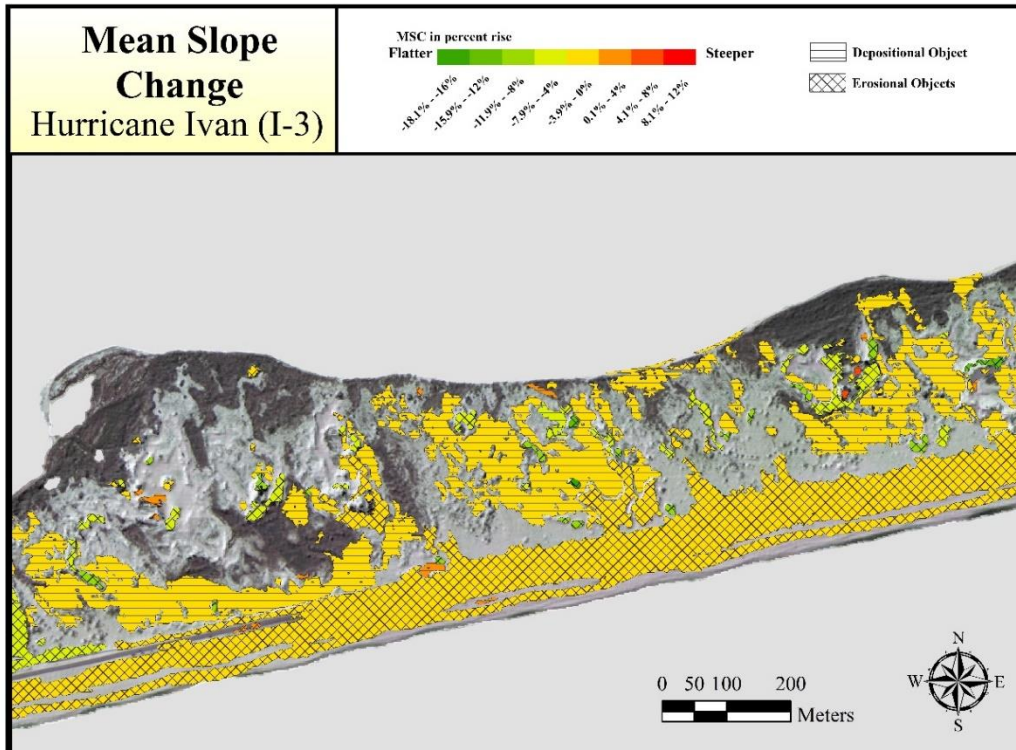 Mean Slope
Change
Hurricane Ivan (I-3)
MSC in percent rise
Flatter
Steeper
-18.1% - -16%
-15.9% - -12%
-11.9% - -8%
-7.9% - -4%
-3.9% - 0%
0.1% - 4%
4.1% - 8%
8.1% - 12%
Depositional Object
Erosional Objects
N
W E
S
0 50 100 200
Meters